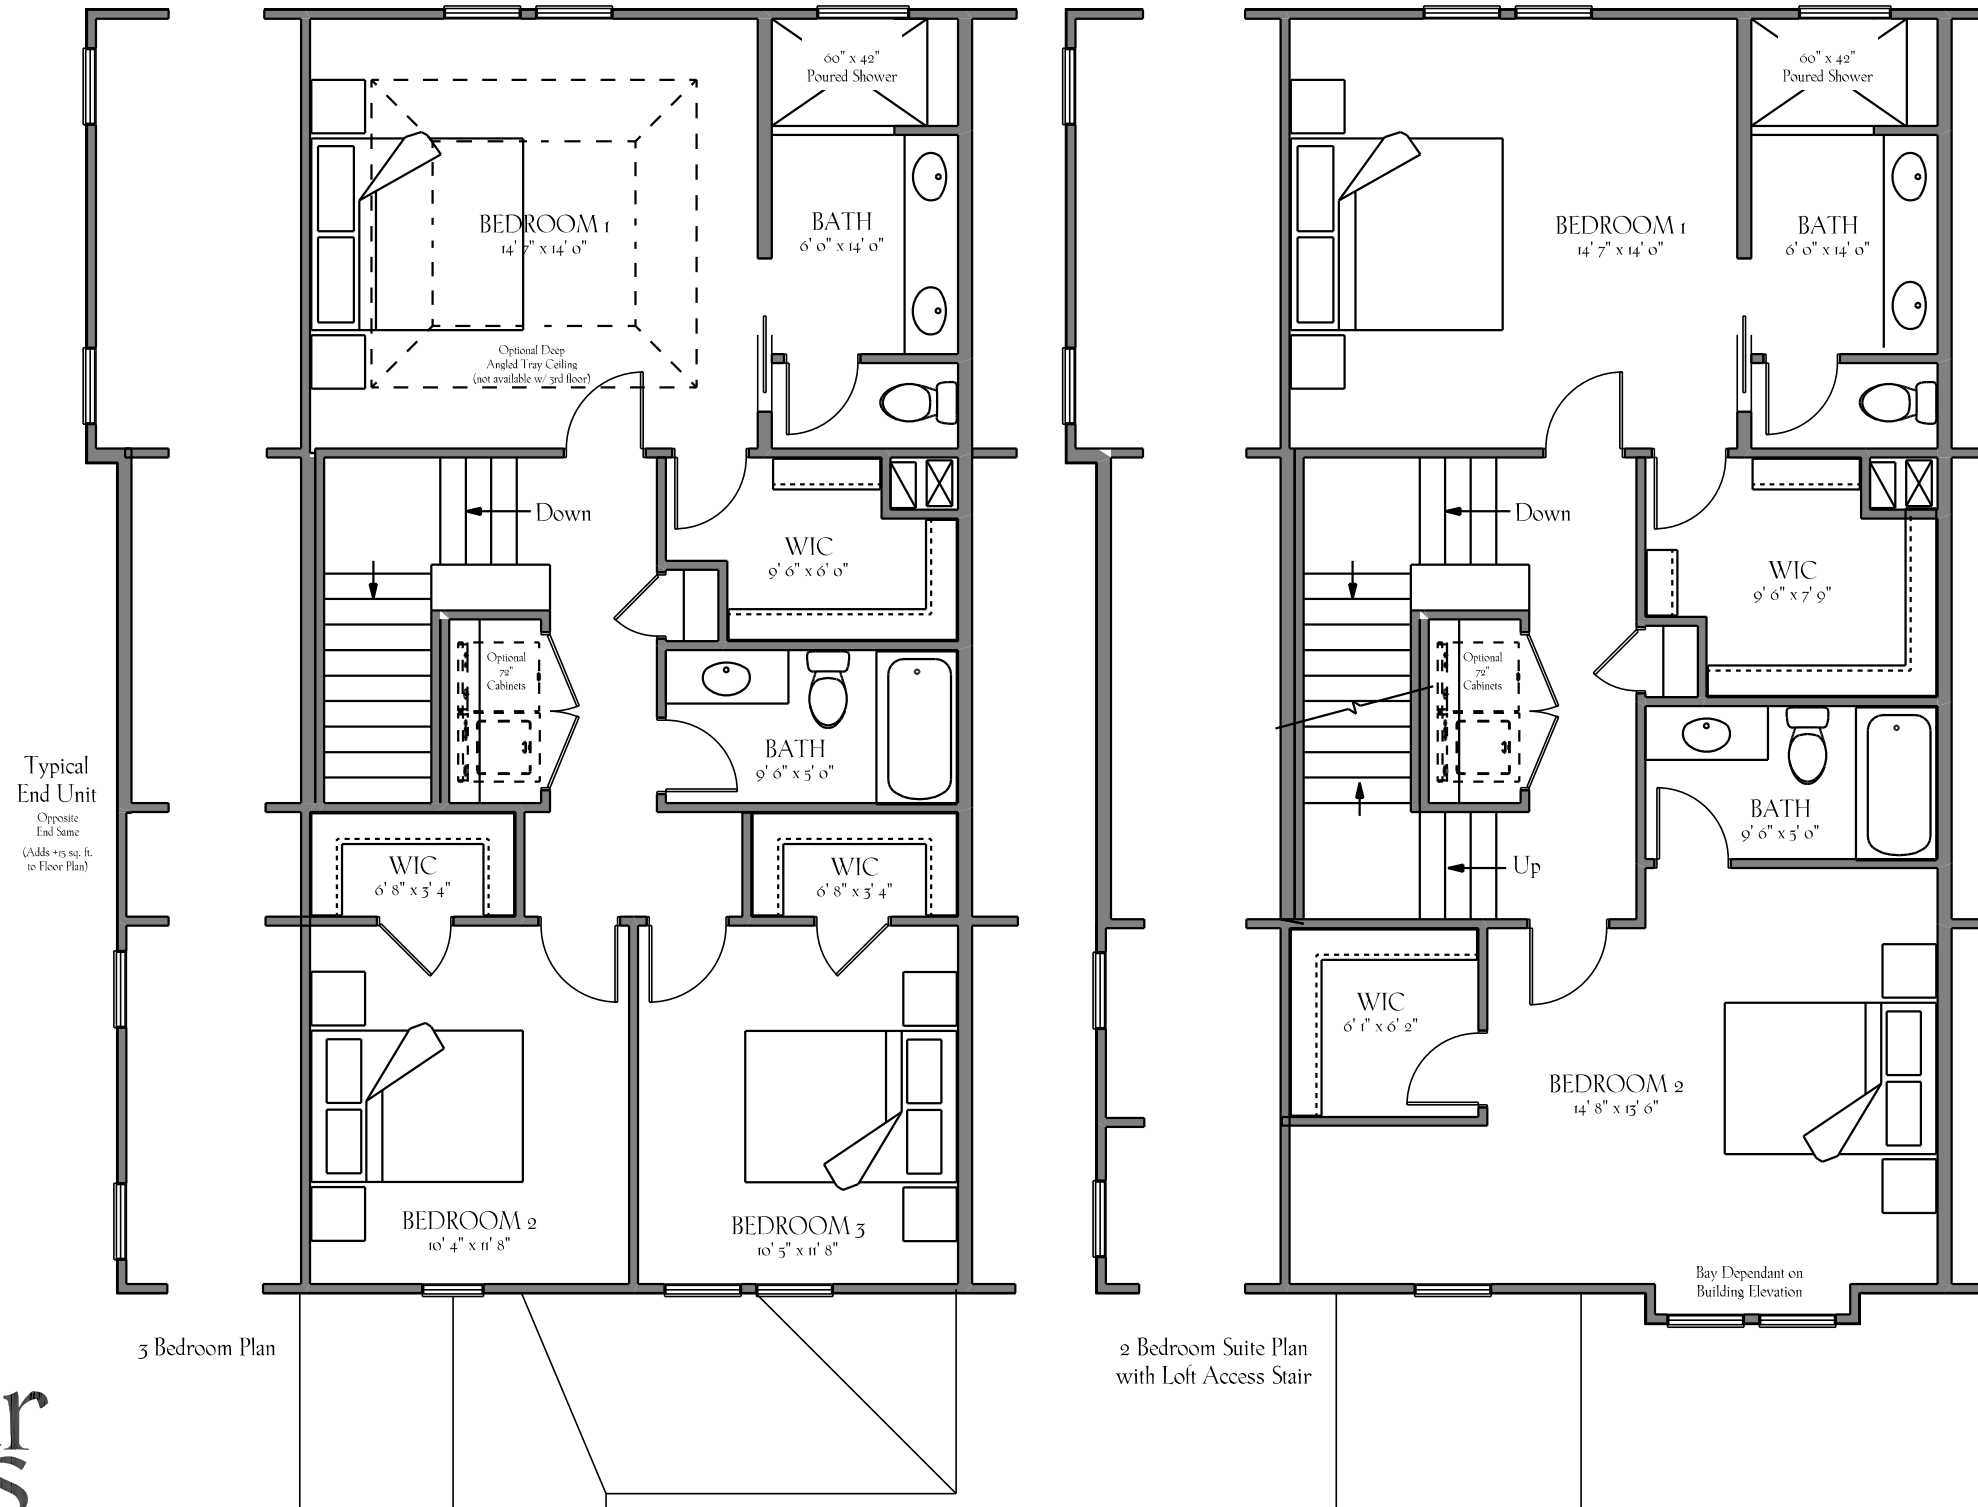 60" x 42"
Poured Shower
BEDROOM 1
14' 7" x 14' 0"
BATH
6' 0" x 14' 0"
Optional Deep
Angled Tray Ceiling
(not available w/ 3rd floor)
Down
WIC
9' 6" x 6' 0"
Optional
72"
Cabinets
BATH
9' 6" x 5' 0"
Typical
End Unit
Opposite
End Same
(Adds +15 sq. ft.
to Floor Plan)
WIC
6' 8" x 3' 4"
WIC
6' 8" x 3' 4"
BEDROOM 2
10' 4" x 11' 8"
BEDROOM 3
10' 5" x 11' 8"
3 Bedroom Plan
60" x 42"
Poured Shower
BEDROOM 1
14' 7" x 14' 0"
BATH
6' 0" x 14' 0"
Down
WIC
9' 6" x 7' 9"
Optional
72"
Cabinets
BATH
9' 6" x 5' 0"
Up
WIC
6' 1" x 6' 2"
BEDROOM 2
14' 8" x 13' 6"
Bay Dependant on
Building Elevation
2 Bedroom Suite Plan
with Loft Access Stair